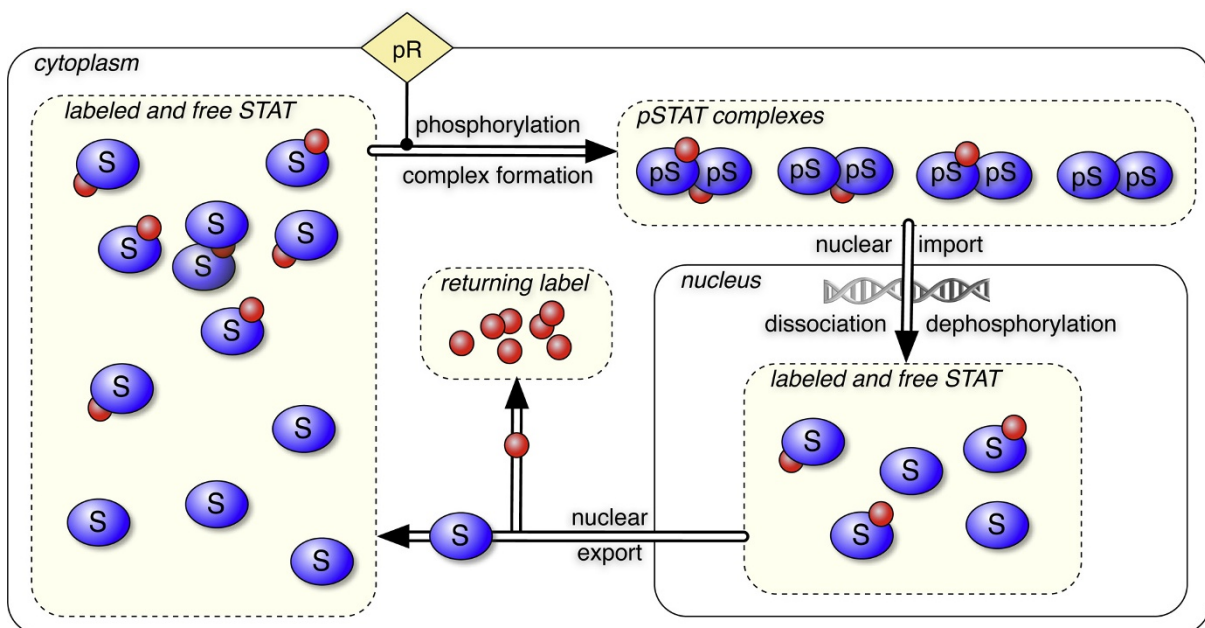 pR
cytoplasm
labeled and free STAT
S
S
S
S
S
S
S
S
S
S
S
S
phosphorylation
complex formation
pSTAT complexes
pS pS
pS pS
pS pS
pS pS
nuclear import
nucleus
dissociation dephosphorylation
returning label
labeled and free STAT
S
S
S
S
S
nuclear
export
S